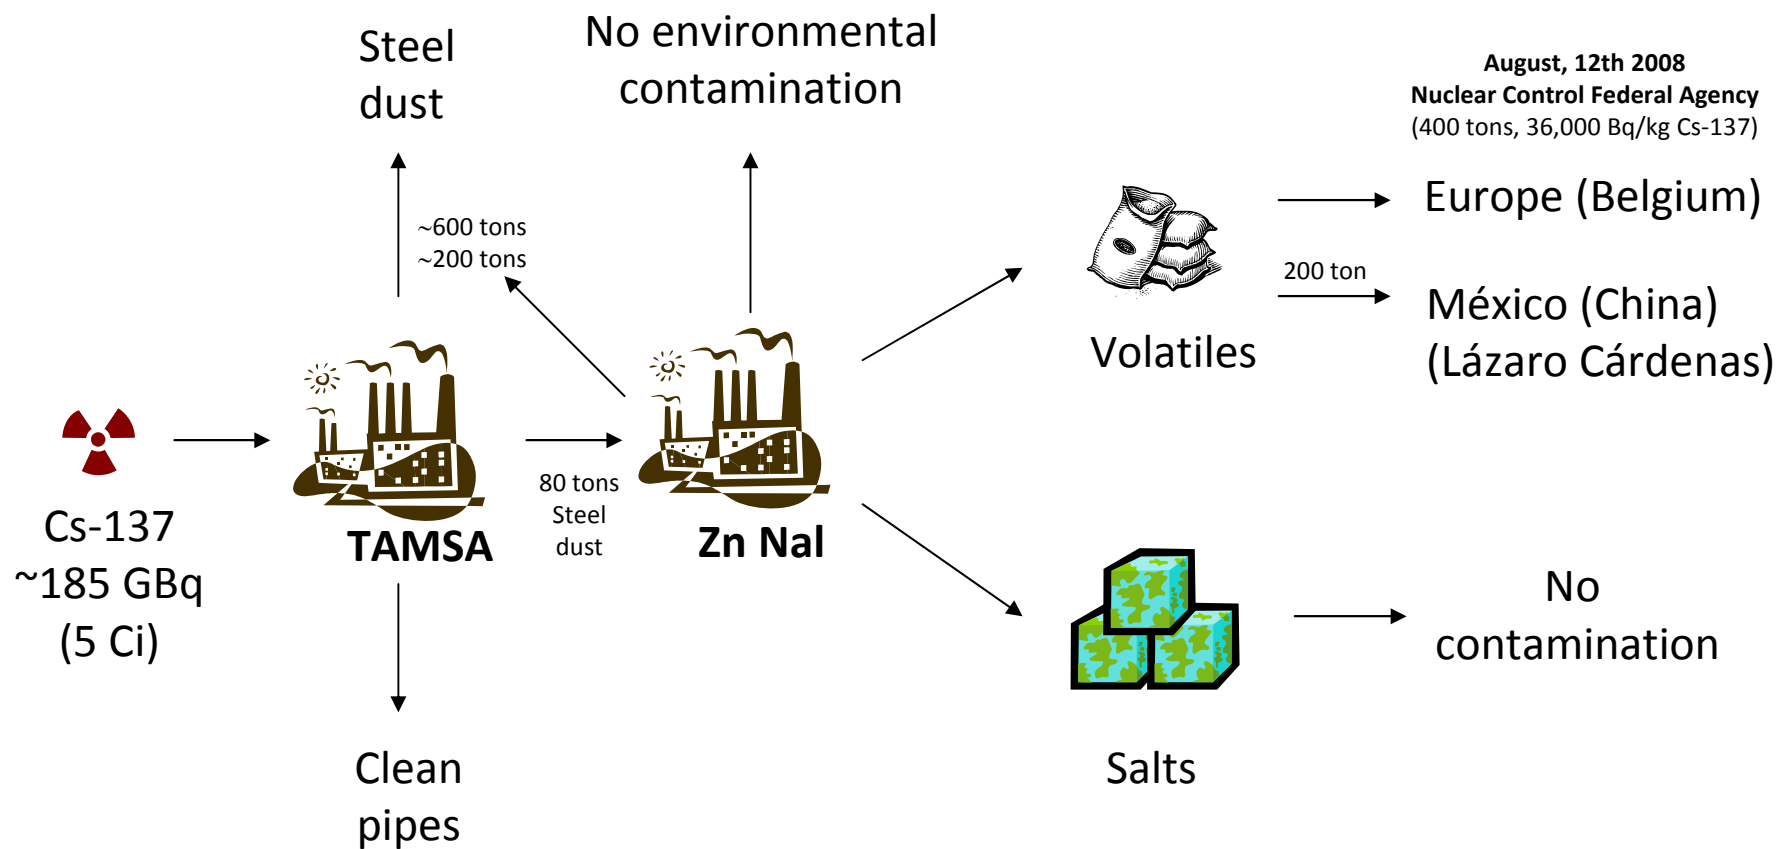 Steel
dust
No environmental
contamination
August, 12th 2008
Nuclear Control Federal Agency
(400 tons, 36,000 Bq/kg Cs-137)
~600 tons
~200 tons
Europe (Belgium)
200 ton
México (China)
(Lázaro Cárdenas)
Volatiles
Cs-137
~185 GBq
(5 Ci)
TAMSA
80 tons
Steel
dust
Zn Nal
No
contamination
Clean
pipes
Salts